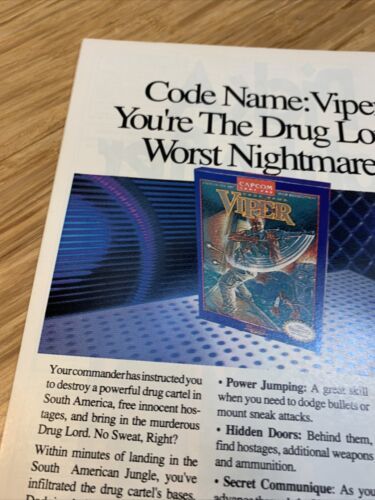 Code Name: Viper
You're The Drug Lo
Worst Nightmare
CAPCOM
CODE NAME
VIPER
Your commander has instructed you
to destroy a powerful drug cartel in
South America, free innocent hos-
tages, and bring in the murderous
Drug Lord. No Sweat, Right?
Within minutes of landing in the
South American Jungle, you've
infiltrated the drug cartel's bases.
• Power Jumping: A great skill
when you need to dodge bullets or
mount sneak attacks.
• Hidden Doors: Behind them,
find hostages, additional weapons
and ammunition.
• Secret Communique: As you